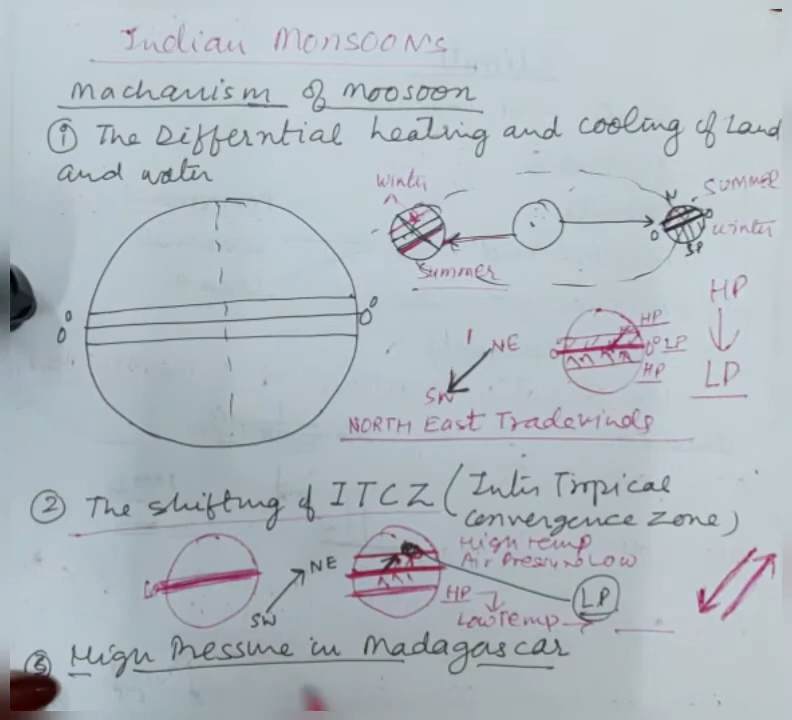 Indian Monsoons
Machanism of Moosoon
① The Differntial heating and cooling of Land
and water
Winter
N
SUMMER
O
O
winter
SP
Summer
O°
O°
O°
HP
HP
O
O° LP
HP
LP
NE
SW
NORTH East Tradewinds
② The Shifting of ITCZ (Inter Tropical
Convergence Zone)
High Temp
Air Pressure Low
NE
SW
HP
LP
Low Temp
③ High Pressure in Madagascar